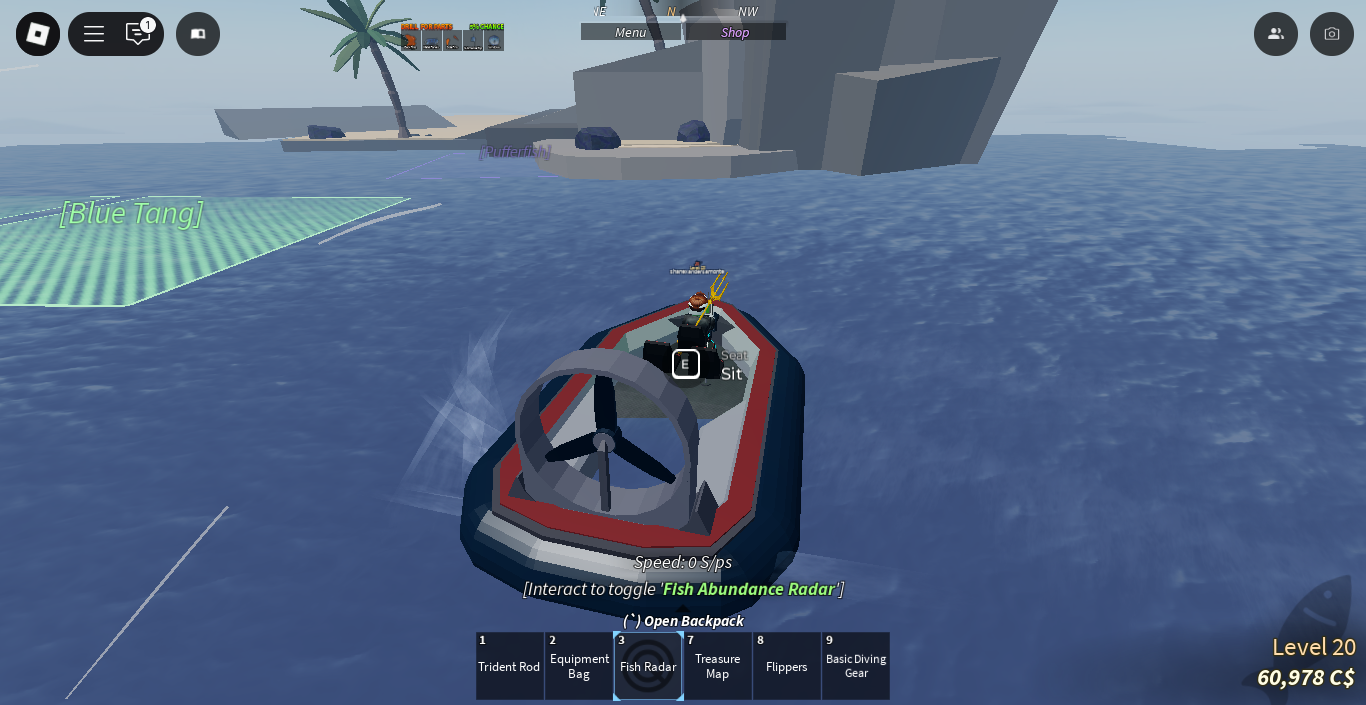 1
NE
N
NW
Menu
Shop
[Pufferfish]
[Blue Tang]
E
Seat
Sit
Speed: 0 S/ps
[Interact to toggle 'Fish Abundance Radar']
(`) Open Backpack
1
Trident Rod
2
Equipment
Bag
3
Fish Radar
7
Treasure
Map
8
Flippers
9
Basic Diving
Gear
Level 20
60,978 C$